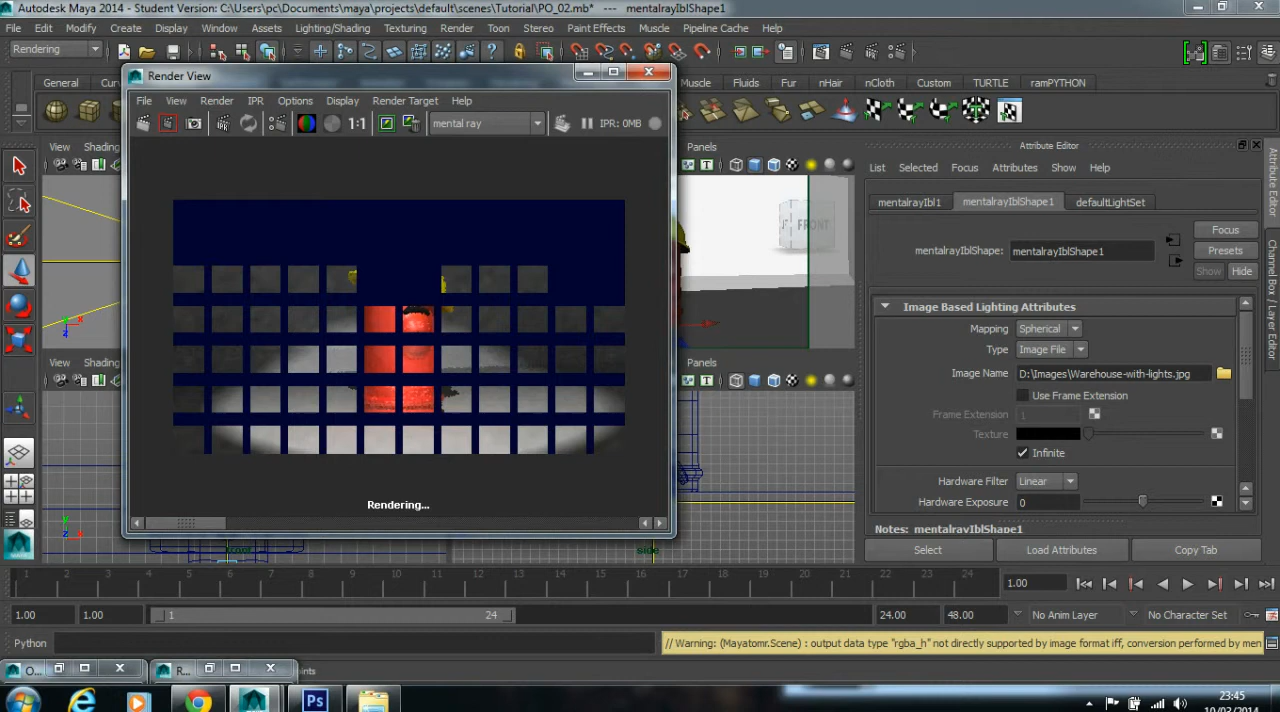 Autodesk Maya 2014 - Student Version: C:\Users\pc\Documents\maya\projects\default\scenes\Tutorial\PO_02.mb* --- mentalrayIblShape1
File Edit Modify Create Display Window Assets Lighting/Shading Texturing Render Toon Stereo Paint Effects Muscle Pipeline Cache Help
Rendering
General Muscle Fluids Fur nHair nCloth Custom TURTLE ramPYTHON
Render View
File View Render IPR Options Display Render Target Help
1:1 mental ray IPR: 0MB
View Shading Panels
Attribute Editor
List Selected Focus Attributes Show Help
mentalrayIbl1 mentalrayIblShape1 defaultLightSet
FRONT
Focus
mentalrayIblShape: mentalrayIblShape1 Presets
Show Hide
Image Based Lighting Attributes
Mapping Spherical
Type Image File
View Shading Panels
Image Name D:\Images\Warehouse-with-lights.jpg
Use Frame Extension
Frame Extension 1
Texture
Infinite
Hardware Filter Linear
Hardware Exposure 0
Rendering...
Notes: mentalrayIblShape1
Select Load Attributes Copy Tab
side
Attribute Editor
Channel Box / Layer Editor
1 2 3 4 5 6 7 8 9 10 11 12 13 14 15 16 17 18 19 20 21 22 23 24 1.00
1.00 1.00 1 24 24.00 48.00 No Anim Layer No Character Set
Python // Warning: (Mayatomr.Scene) : output data type "rgba_h" not directly supported by image format iff, conversion performed by men
O... R...
23:45
10/03/2014